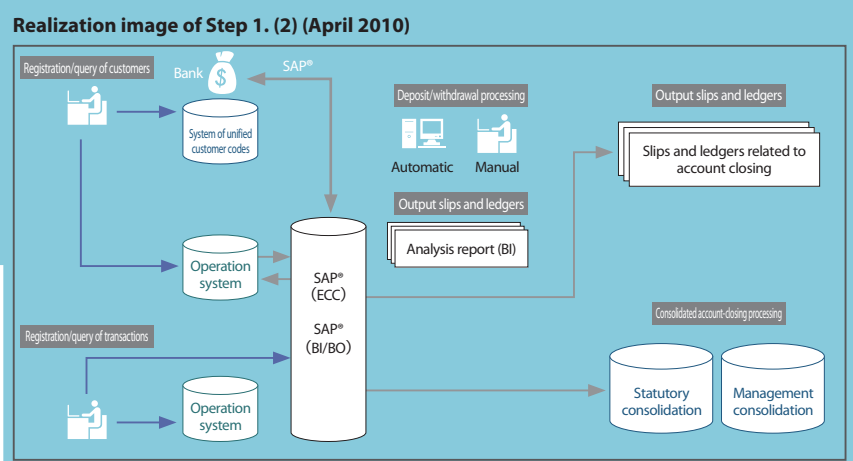 Realization image of Step 1. (2) (April 2010)
Registration/query of customers
Bank
$
SAP®
System of unified
customer codes
Deposit/withdrawal processing
Automatic
Manual
Output slips and ledgers
Slips and ledgers related to
account closing
Output slips and ledgers
Analysis report (BI)
Operation
system
SAP®
(ECC)
SAP®
(BI/BO)
Registration/query of transactions
Operation
system
Consolidated account-closing processing
Statutory
consolidation
Management
consolidation